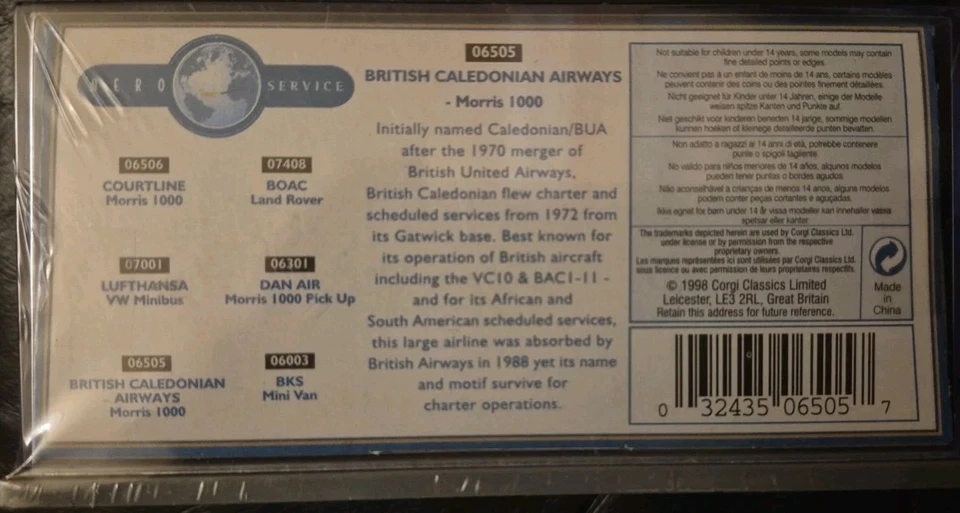 AERO SERVICE
06506
COURTLINE
Morris 1000
07408
BOAC
Land Rover
07001
LUFTHANSA
VW Minibus
06301
DAN AIR
Morris 1000 Pick Up
06505
BRITISH CALEDONIAN
AIRWAYS
Morris 1000
06003
BKS
Mini Van
06505
BRITISH CALEDONIAN AIRWAYS
- Morris 1000
Initially named Caledonian/BUA
after the 1970 merger of
British United Airways,
British Caledonian flew charter and
scheduled services from 1972 from
its Gatwick base. Best known for
its operation of British aircraft
including the VC10 & BAC1-11 -
and for its African and
South American scheduled services,
this large airline was absorbed by
British Airways in 1988 yet its name
and motif survive for
charter operations.
Not suitable for children under 14 years, some models may contain
fine detailed points or edges.
Ne convient pas à un enfant de moins de 14 ans, certains modèles
peuvent contenir des coins ou des pointes finement détaillées.
Nicht geeignet für Kinder unter 14 Jahren, einige der Modelle
weisen spitze Kanten und Punkte auf.
Niet geschikt voor kinderen beneden 14 jarige, sommige modellen
kunnen hoeken of kleinege detailleerde punten bevatten.
Non adatto a ragazzi ai 14 anni di età, potrebbe contenere
punte o spigoli tagliente.
No valido para niños menores de 14 años, algunos modelos
pueden tener puntas o bordes agudos.
Não aconselhável a crianças de menos 14 anos, alguns modelos
podem conter peças cortantes e aguçadas.
Ikke egnet for børn under 14 år vissa modeller kan innehaller vassa
spetsar eller kanter.
The trademarks depicted herein are used by Corgi Classics Ltd.
under license or by permission from the respective
proprietary owners.
Les marques représentées ici sont utilisées par Corgi Classics Ltd.
sous licence ou avec permission de leurs proprietaires respectifs.
© 1998 Corgi Classics Limited
Leicester, LE3 2RL, Great Britain
Retain this address for future reference.
Made
in
China
0 32435 06505 7